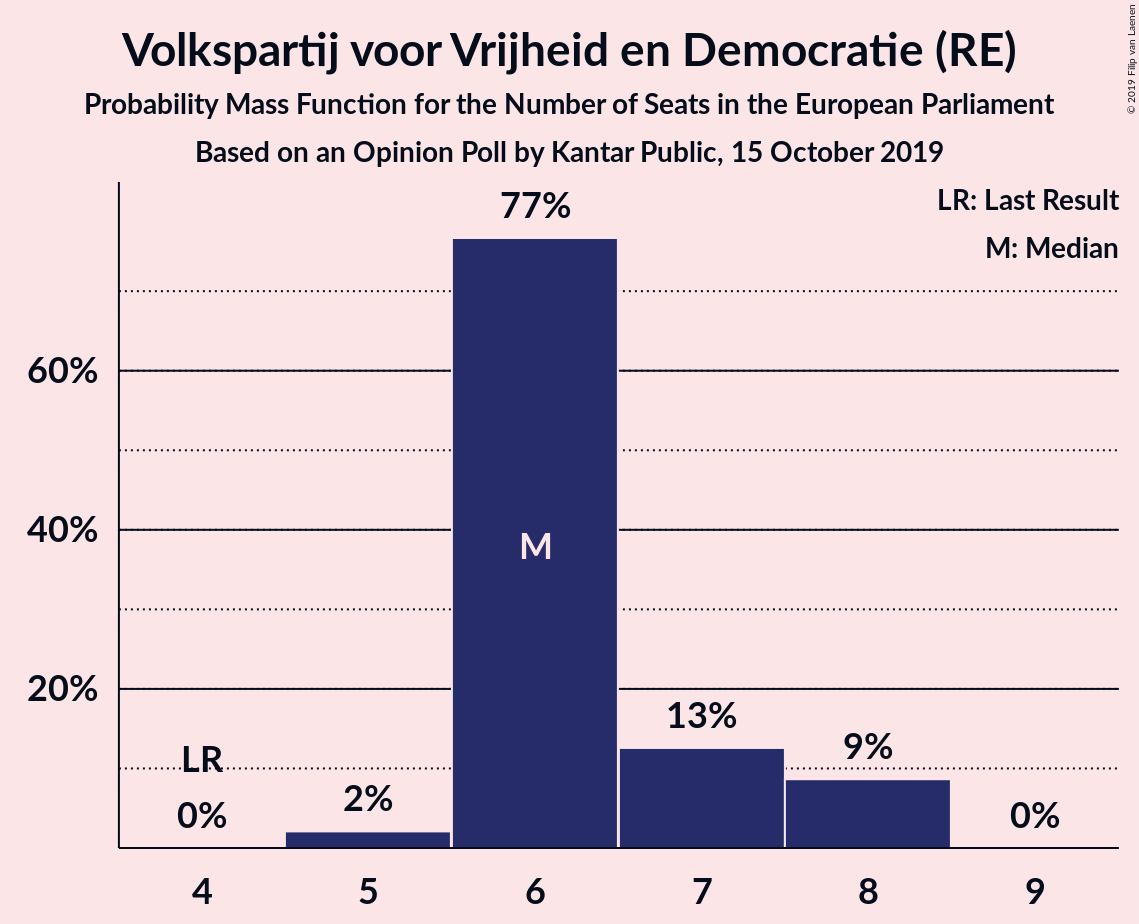 Volkspartij voor Vrijheid en Democratie (RE)
Probability Mass Function for the Number of Seats in the European Parliament
Based on an Opinion Poll by Kantar Public, 15 October 2019
© 2019 Filip van Laenen
LR: Last Result
M: Median
77%
60%
40%
M
20%
13%
9%
LR
2%
0%
0%
4 5 6 7 8 9